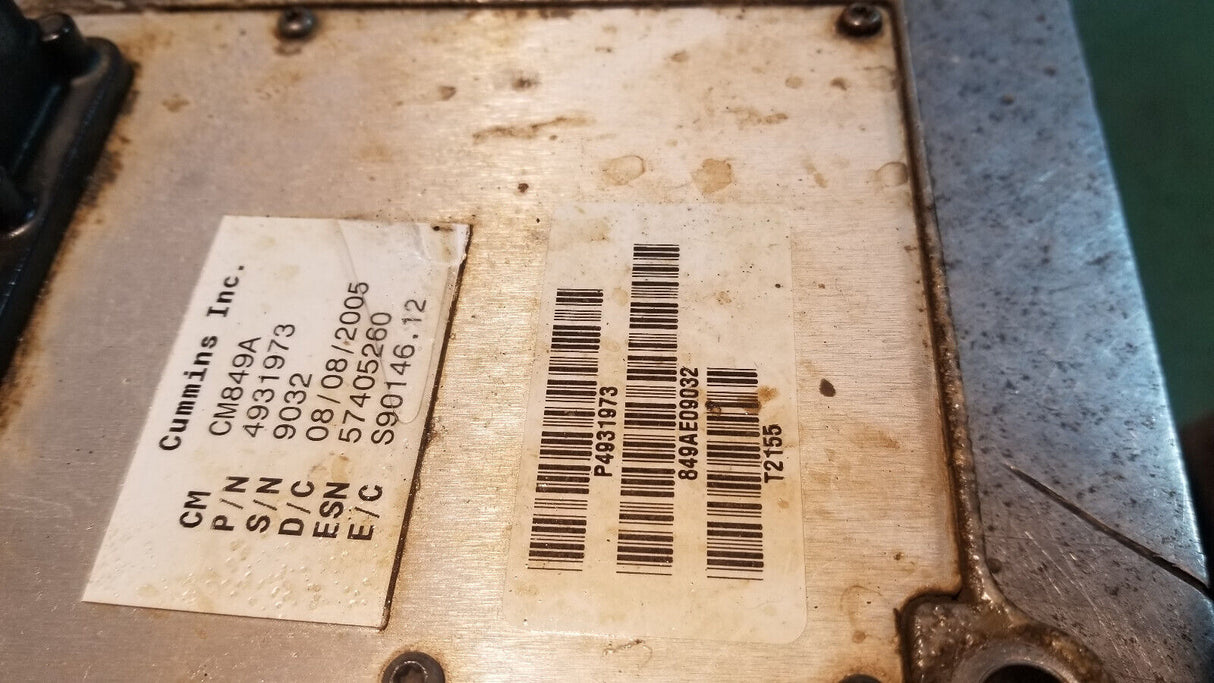 Cummins Inc.
CM CM849A
P/N 4931973
S/N 9032
D/C 08/08/2005
ESN 57405260
E/C S90146.12
P4931973
849AE09032
T2155